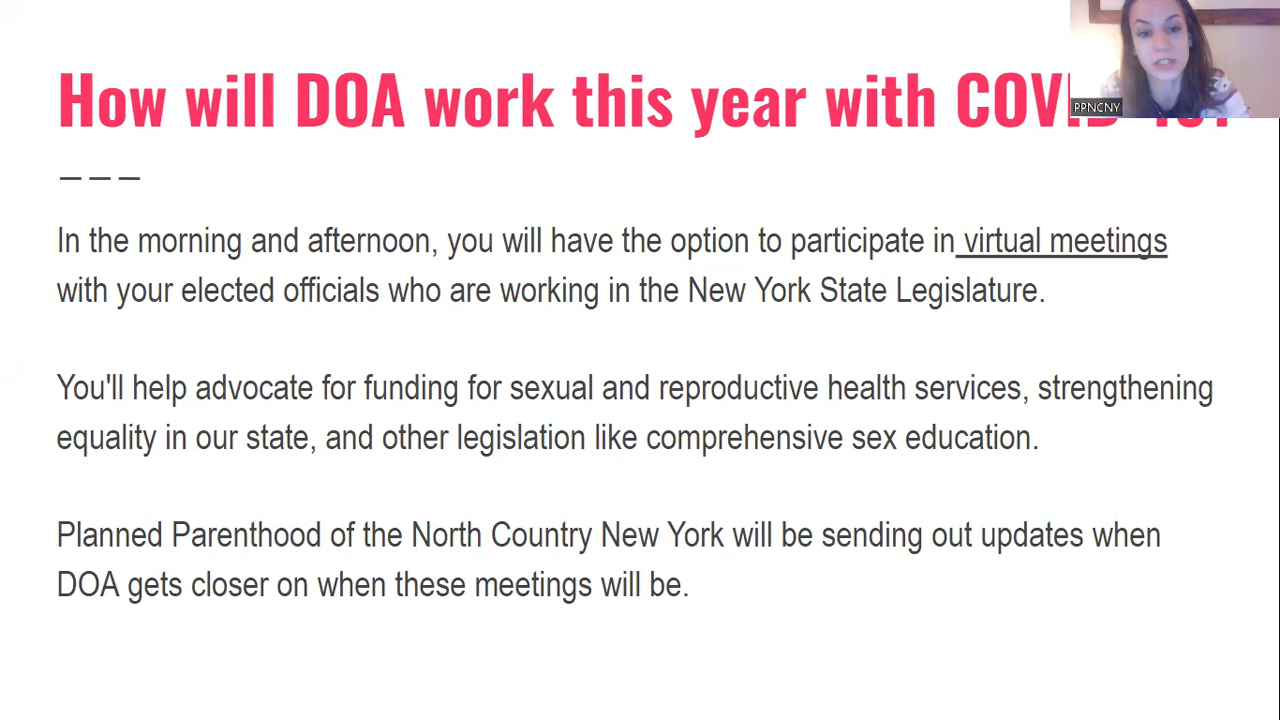 How will DOA work this year with COVID
PPNCNY
In the morning and afternoon, you will have the option to participate in virtual meetings
with your elected officials who are working in the New York State Legislature.
You'll help advocate for funding for sexual and reproductive health services, strengthening
equality in our state, and other legislation like comprehensive sex education.
Planned Parenthood of the North Country New York will be sending out updates when
DOA gets closer on when these meetings will be.